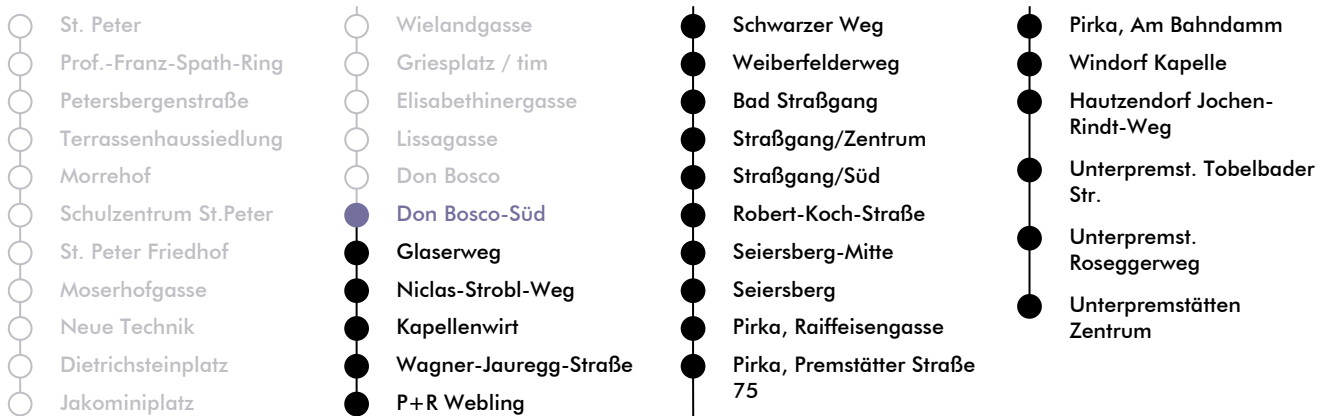 St. Peter
Prof.-Franz-Spath-Ring
Petersbergenstraße
Terrassenhaussiedlung
Morrehof
Schulzentrum St.Peter
St. Peter Friedhof
Moserhofgasse
Neue Technik
Dietrichsteinplatz
Jakominiplatz
Wielandgasse
Griesplatz / tim
Elisabethinergasse
Lissagasse
Don Bosco
Don Bosco-Süd
Glaserweg
Niclas-Strobl-Weg
Kapellenwirt
Wagner-Jauregg-Straße
P+R Webling
Schwarzer Weg
Weiberfelderweg
Bad Straßgang
Straßgang/Zentrum
Straßgang/Süd
Robert-Koch-Straße
Seiersberg-Mitte
Seiersberg
Pirka, Raiffeisengasse
Pirka, Premstätter Straße
75
Pirka, Am Bahndamm
Windorf Kapelle
Hautzendorf Jochen-
Rindt-Weg
Unterpremst. Tobelbader
Str.
Unterpremst.
Roseggerweg
Unterpremstätten
Zentrum